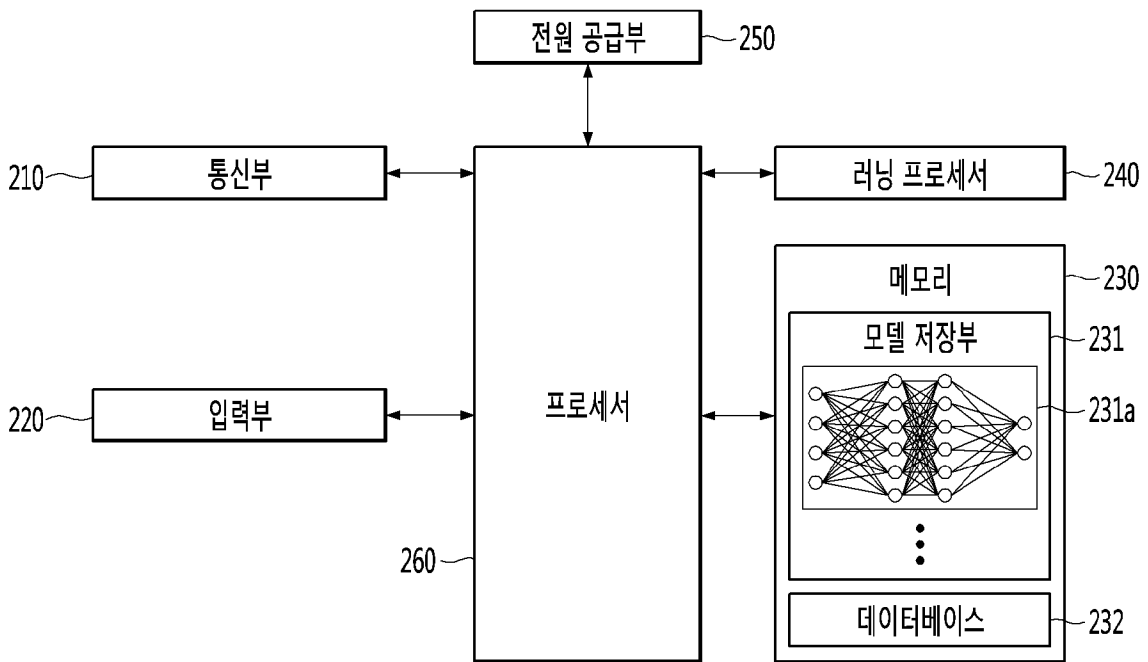 전원 공급부
250
210
통신부
러닝 프로세서
240
메모리
230
모델 저장부
231
231a
220
입력부
프로세서
260
데이터베이스
232